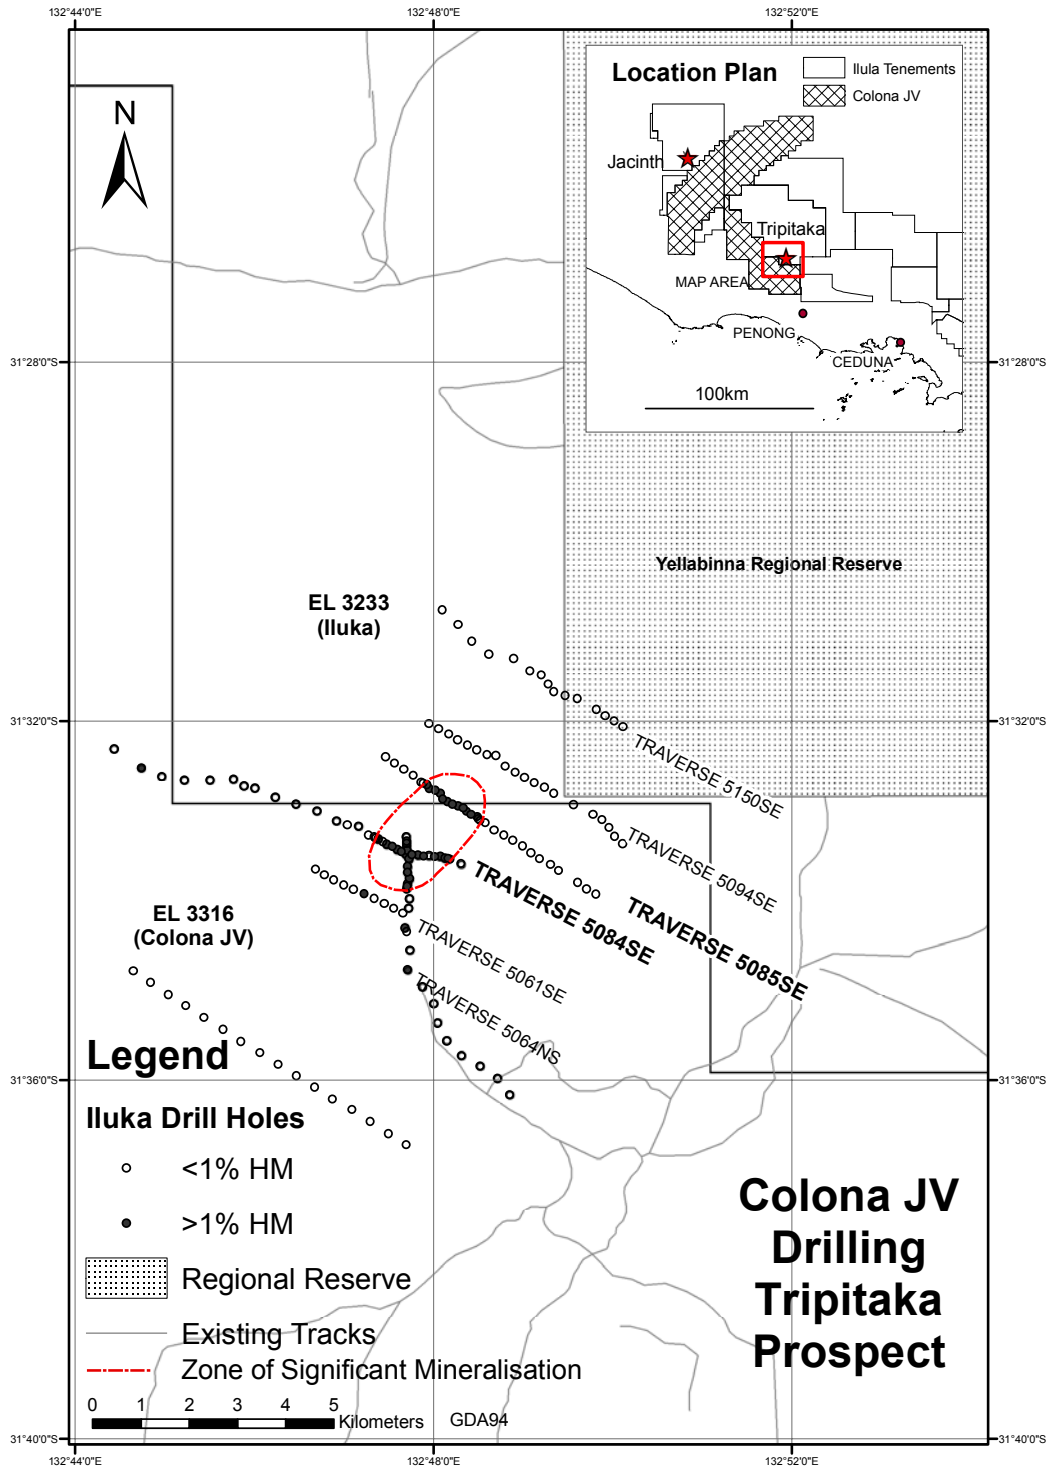 132°44'0"E
132°48'0"E
132°52'0"E
N
Location Plan
Ilula Tenements
Colona JV
Jacinth
Tripitaka
MAP AREA
PENONG
CEDUNA
100km
31°28'0"S
31°28'0"S
Yellabinna Regional Reserve
EL 3233
(Iluka)
31°32'0"S
31°32'0"S
TRAVERSE 5150SE
TRAVERSE 5094SE
TRAVERSE 5085SE
TRAVERSE 5084SE
TRAVERSE 5061SE
TRAVERSE 5064NS
EL 3316
(Colona JV)
31°36'0"S
31°36'0"S
Legend
Iluka Drill Holes
<1% HM
>1% HM
Regional Reserve
Existing Tracks
Zone of Significant Mineralisation
0 1 2 3 4 5
Kilometers
GDA94
Colona JV
Drilling
Tripitaka
Prospect
31°40'0"S
31°40'0"S
132°44'0"E
132°48'0"E
132°52'0"E